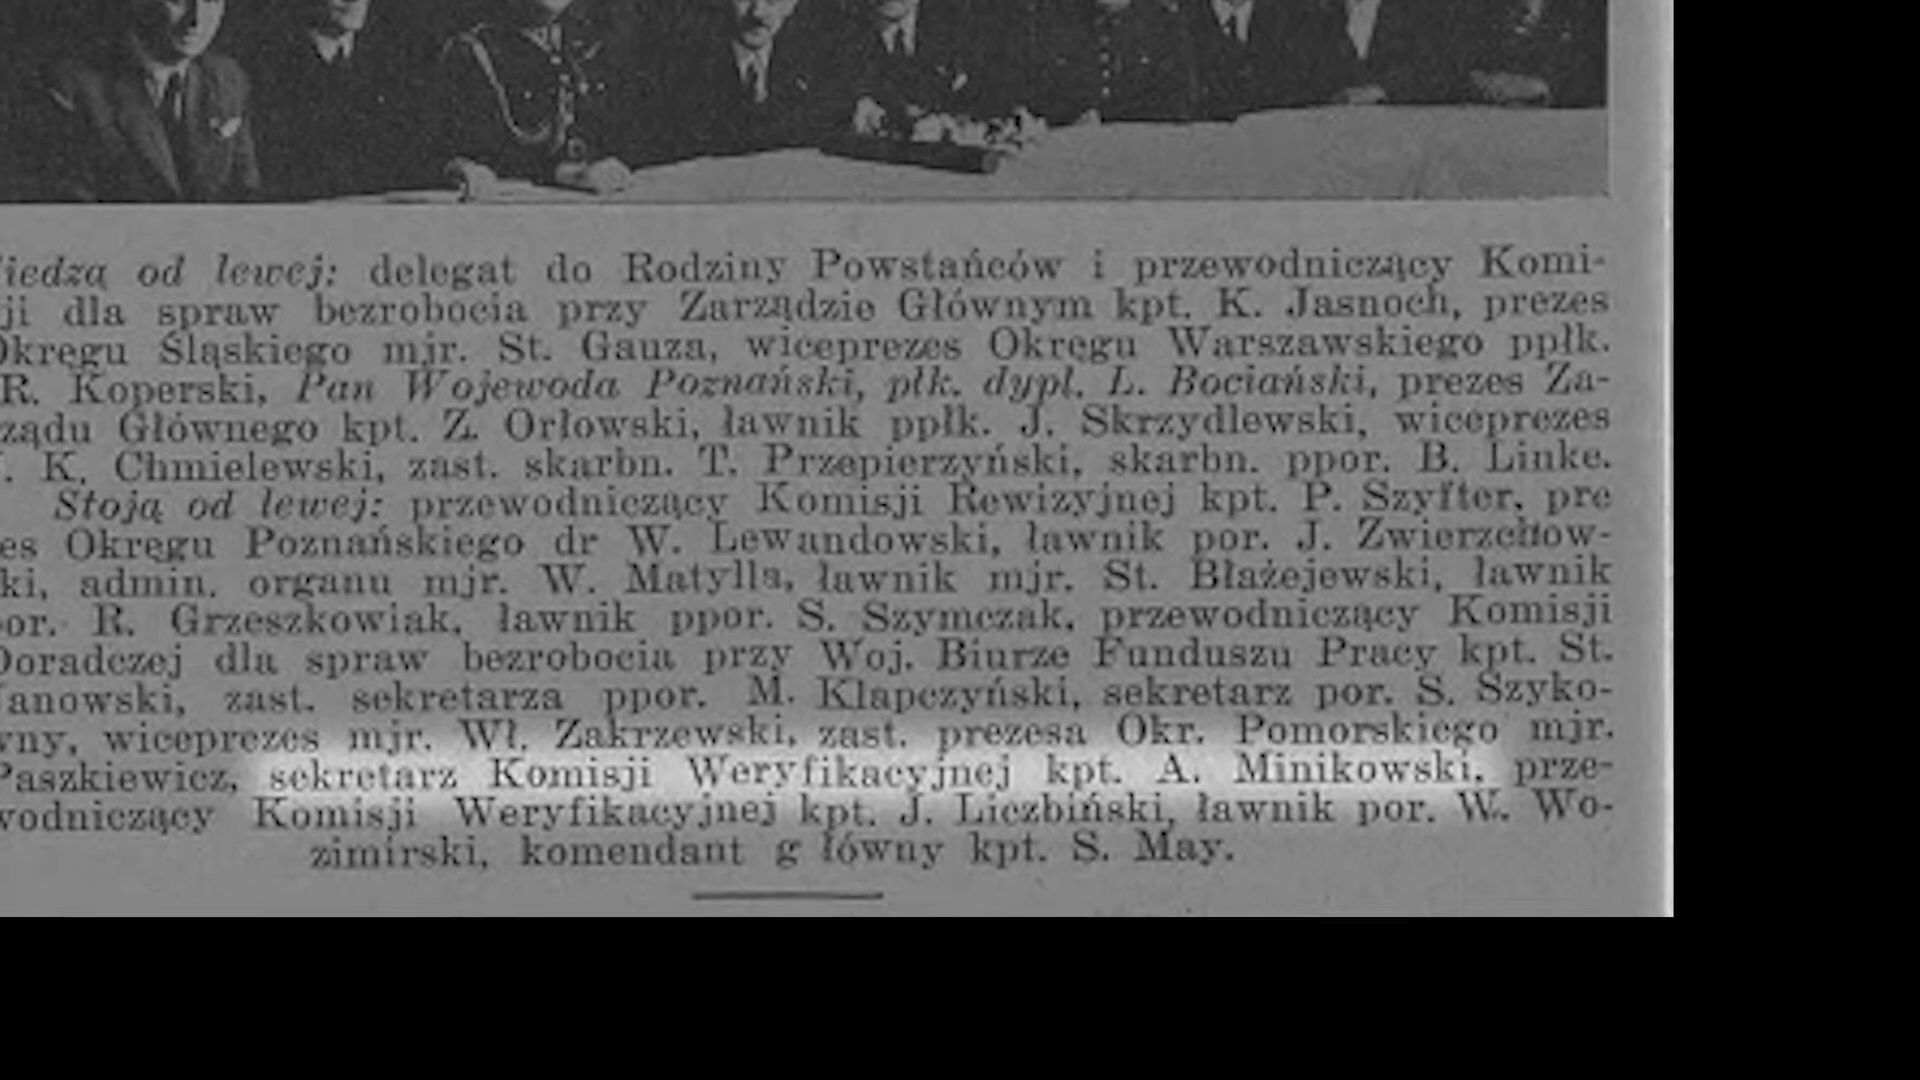 iedzą od lewej: delegat do Rodziny Powstańców i przewodniczący Komi-
ji dla spraw bezrobocia przy Zarządzie Głównym kpt. K. Jasnoch, prezes
Okręgu Śląskiego mjr. St. Gauza, wiceprezes Okręgu Warszawskiego ppłk.
R. Koperski, Pan Wojewoda Poznański, płk. dypl. L. Bociański, prezes Za-
ządu Głównego kpt. Z. Orłowski, ławnik ppłk. J. Skrzydlewski, wiceprezes
. K. Chmielewski, zast. skarbn. T. Przepierzyński, skarbn. ppor. B. Linke.
Stoją od lewej: przewodniczący Komisji Rewizyjnej kpt. P. Szyfter, pre
es Okręgu Poznańskiego dr W. Lewandowski, ławnik por. J. Zwierzchow-
ki, admin. organu mjr. W. Matylla, ławnik mjr. St. Błażejewski, ławnik
or. R. Grzeszkowiak, ławnik ppor. S. Szymczak, przewodniczący Komisji
Doradczej dla spraw bezrobocia przy Woj. Biurze Funduszu Pracy kpt. St.
Janowski, zast. sekretarza ppor. M. Klapczyński, sekretarz por. S. Szyko-
wny, wiceprezes mjr. Wł. Zakrzewski, zast. prezesa Okr. Pomorskiego mjr.
Paszkiewicz, sekretarz Komisji Weryfikacyjnej kpt. A. Minikowski, prze-
wodniczący Komisji Weryfikacyjnej kpt. J. Liczbiński, ławnik por. W. Wo-
zimirski, komendant g łówny kpt. S. May.